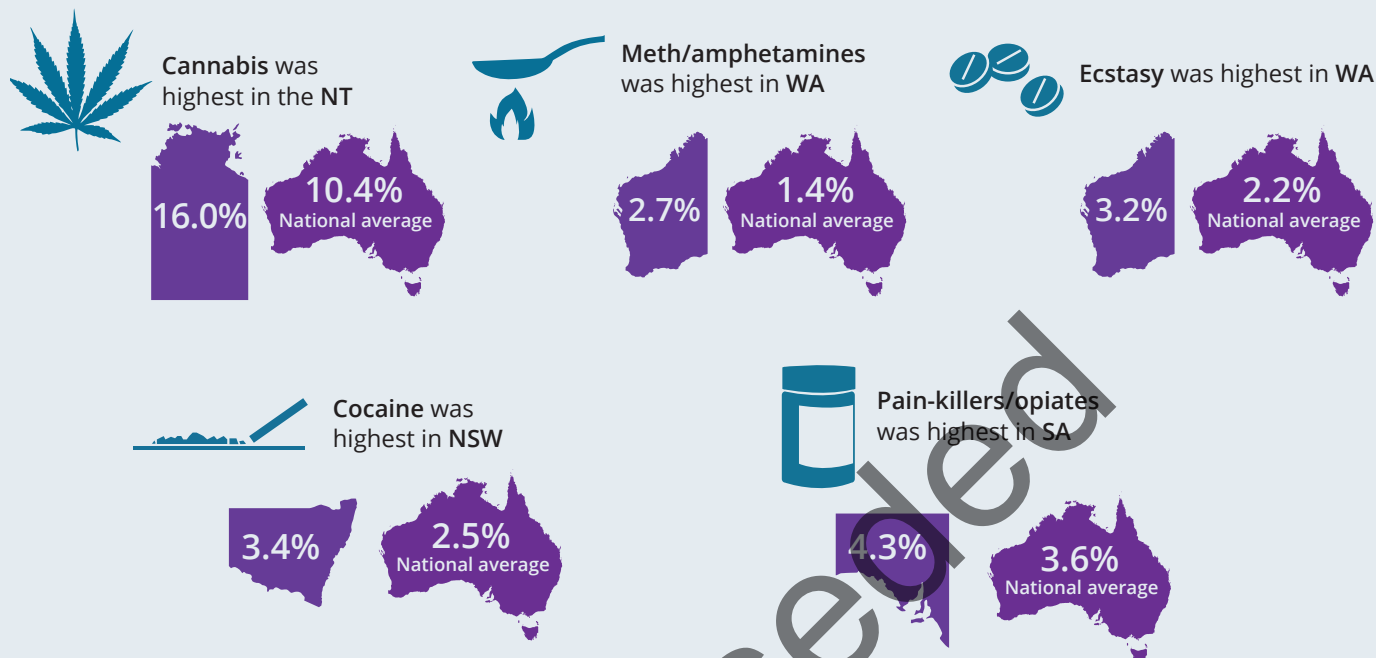 Cannabis was
highest in the NT
16.0%
10.4%
National average
Meth/amphetamines
was highest in WA
2.7%
1.4%
National average
Ecstasy was highest in WA
3.2%
2.2%
National average
Cocaine was
highest in NSW
3.4%
2.5%
National average
Pain-killers/opiates
was highest in SA
4.3%
3.6%
National average
eded